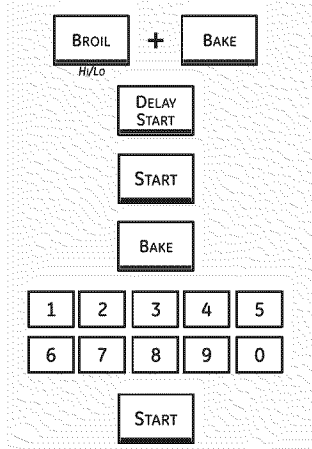 BROIL + BAKE
Hi/Lo
DELAY
START
START
BAKE
1 2 3 4 5
6 7 8 9 0
START